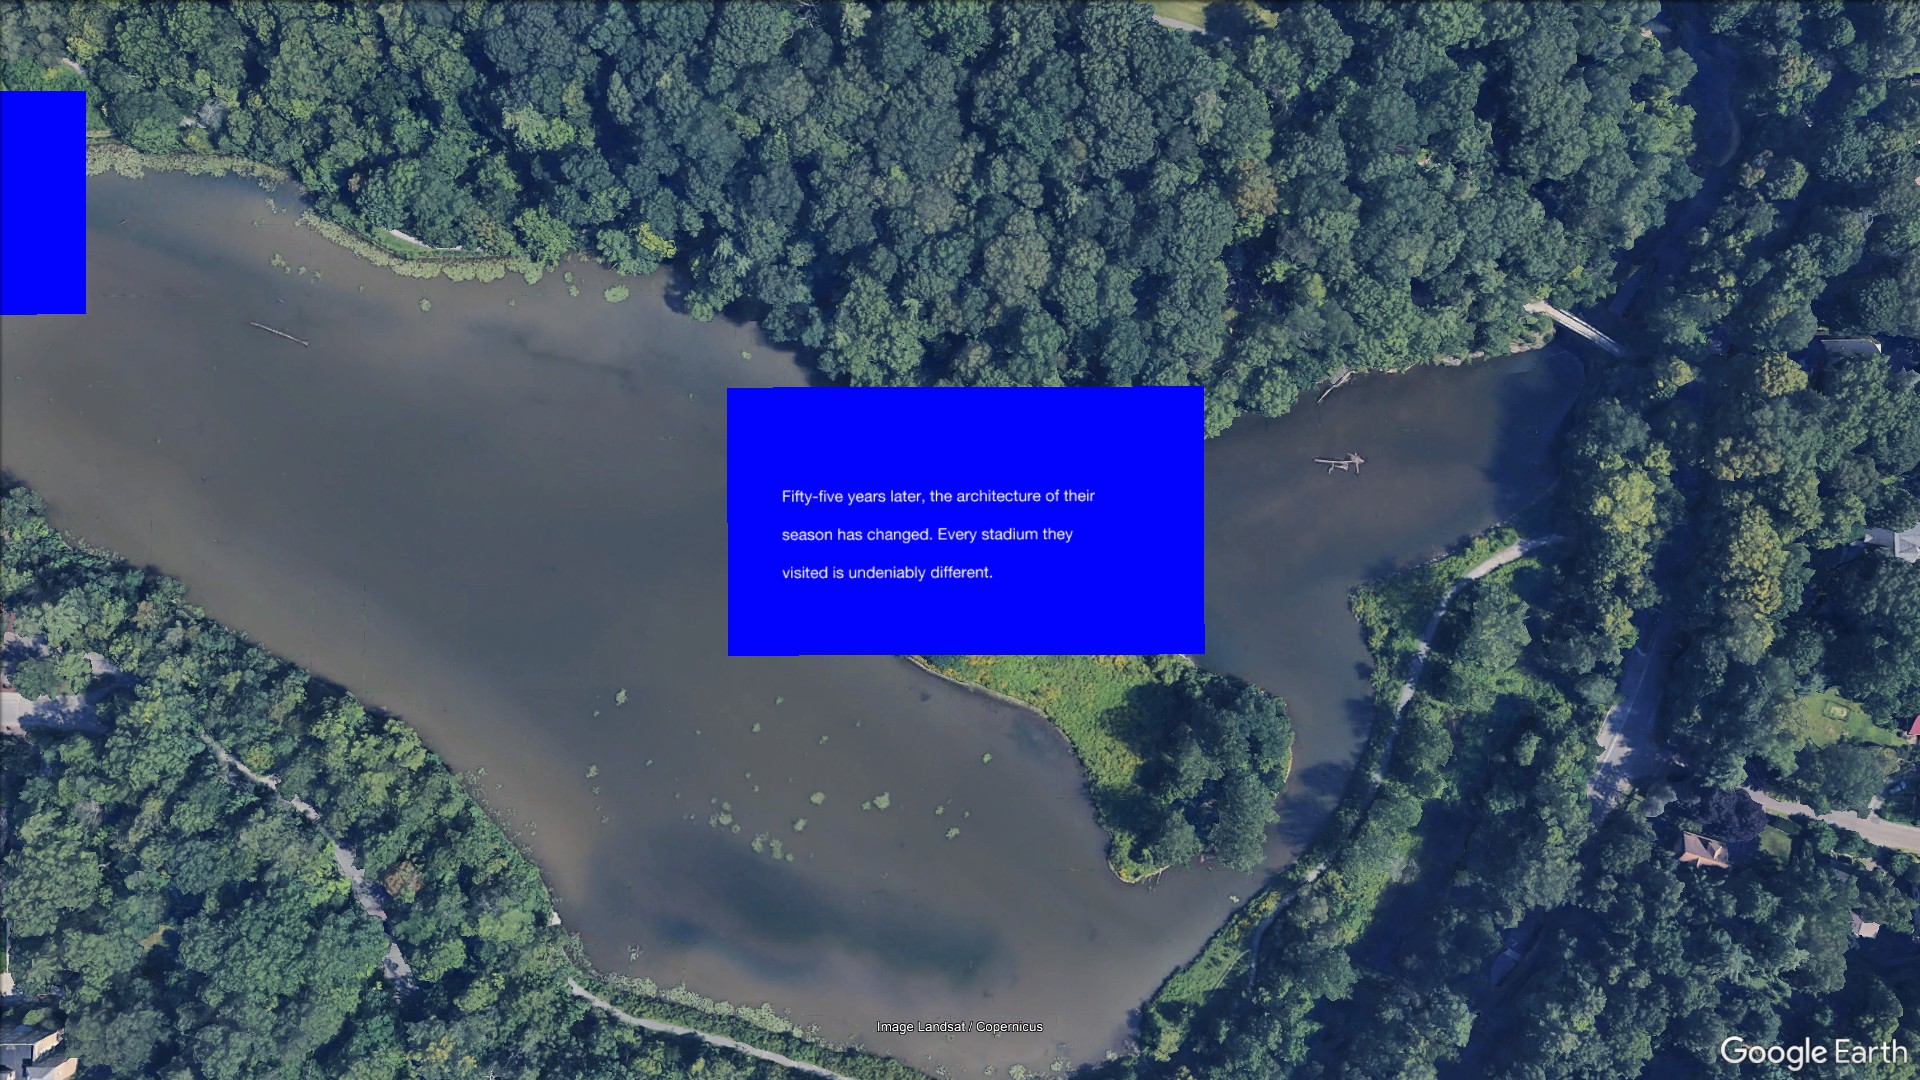 Fifty-five years later, the architecture of their
season has changed. Every stadium they
visited is undeniably different.
Image Landsat / Copernicus
Google Earth